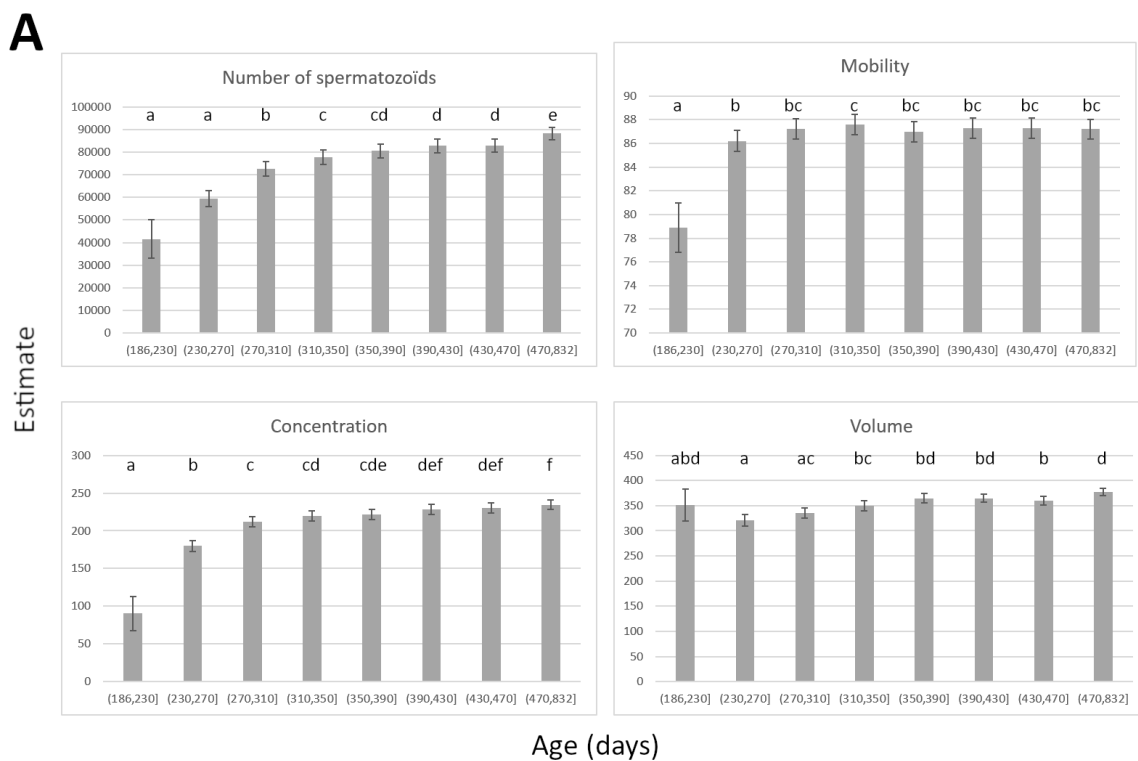 A
Number of spermatozoïds
100000
90000
80000
70000
60000
50000
40000
30000
20000
10000
0
a a b c cd d d e
(186,230] (230,270] (270,310] (310,350] (350,390] (390,430] (430,470] (470,832]
Mobility
90
88
86
84
82
80
78
76
74
72
70
a b bc c bc bc bc bc
(186,230] (230,270] (270,310] (310,350] (350,390] (390,430] (430,470] (470,832]
Estimate
Concentration
300
250
200
150
100
50
0
a b c cd cde def def f
(186,230] (230,270] (270,310] (310,350] (350,390] (390,430] (430,470] (470,832]
Volume
450
400
350
300
250
200
150
100
50
0
abd a ac bc bd bd b d
(186,230] (230,270] (270,310] (310,350] (350,390] (390,430] (430,470] (470,832]
Age (days)